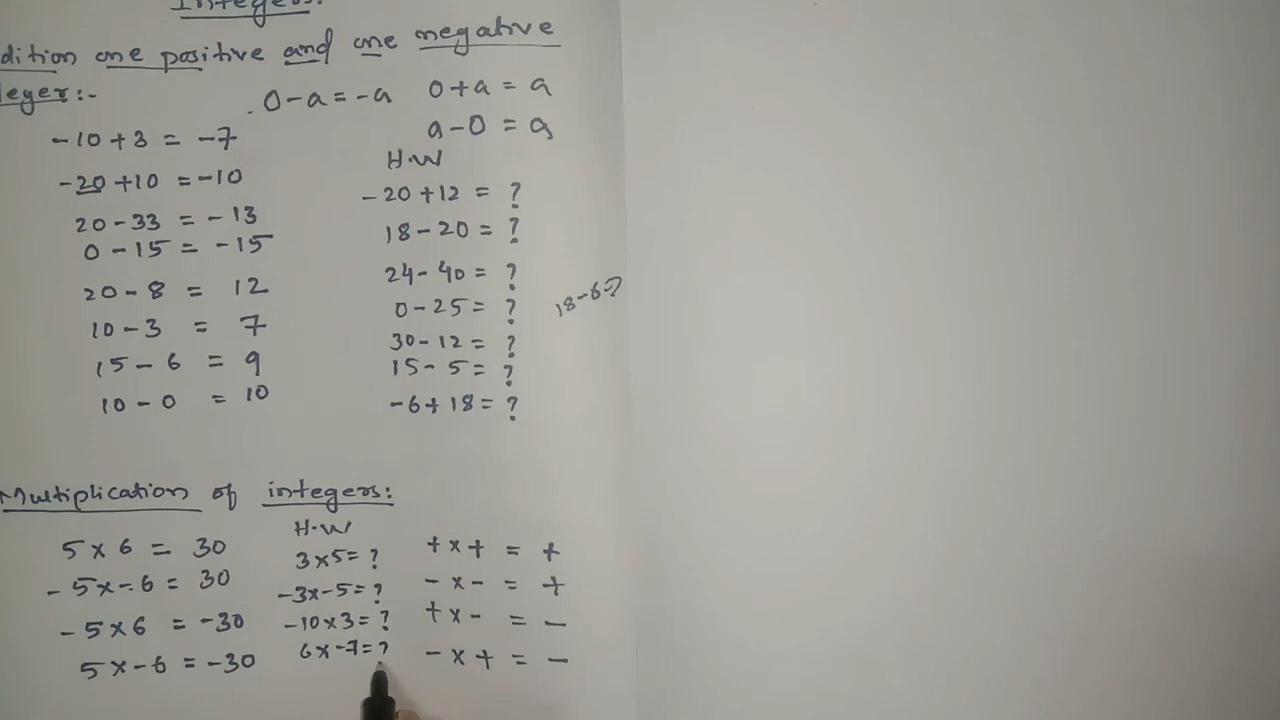 Integers:
dition one positive and one negative
teger:-
0-a=-a 0+a = a
a-0 = a
-10+3 = -7
-20+10 =-10
20-33 = -13
0-15 = -15
20-8 = 12
10-3 = 7
15-6 = 9
10-0 = 10
H.W
-20+12 = ?
18-20 = ?
24-40 = ?
0-25 = ?
30-12 = ?
15-5 = ?
-6+18 = ?
18-6=?
Multiplication of integers:
5x6 = 30
-5x-6 = 30
-5x6 = -30
5x-6 = -30
H.W
3x5=?
-3x-5=?
-10x3=?
6x-7=?
+x+ = +
-x- = +
+x- = -
-x+ = -